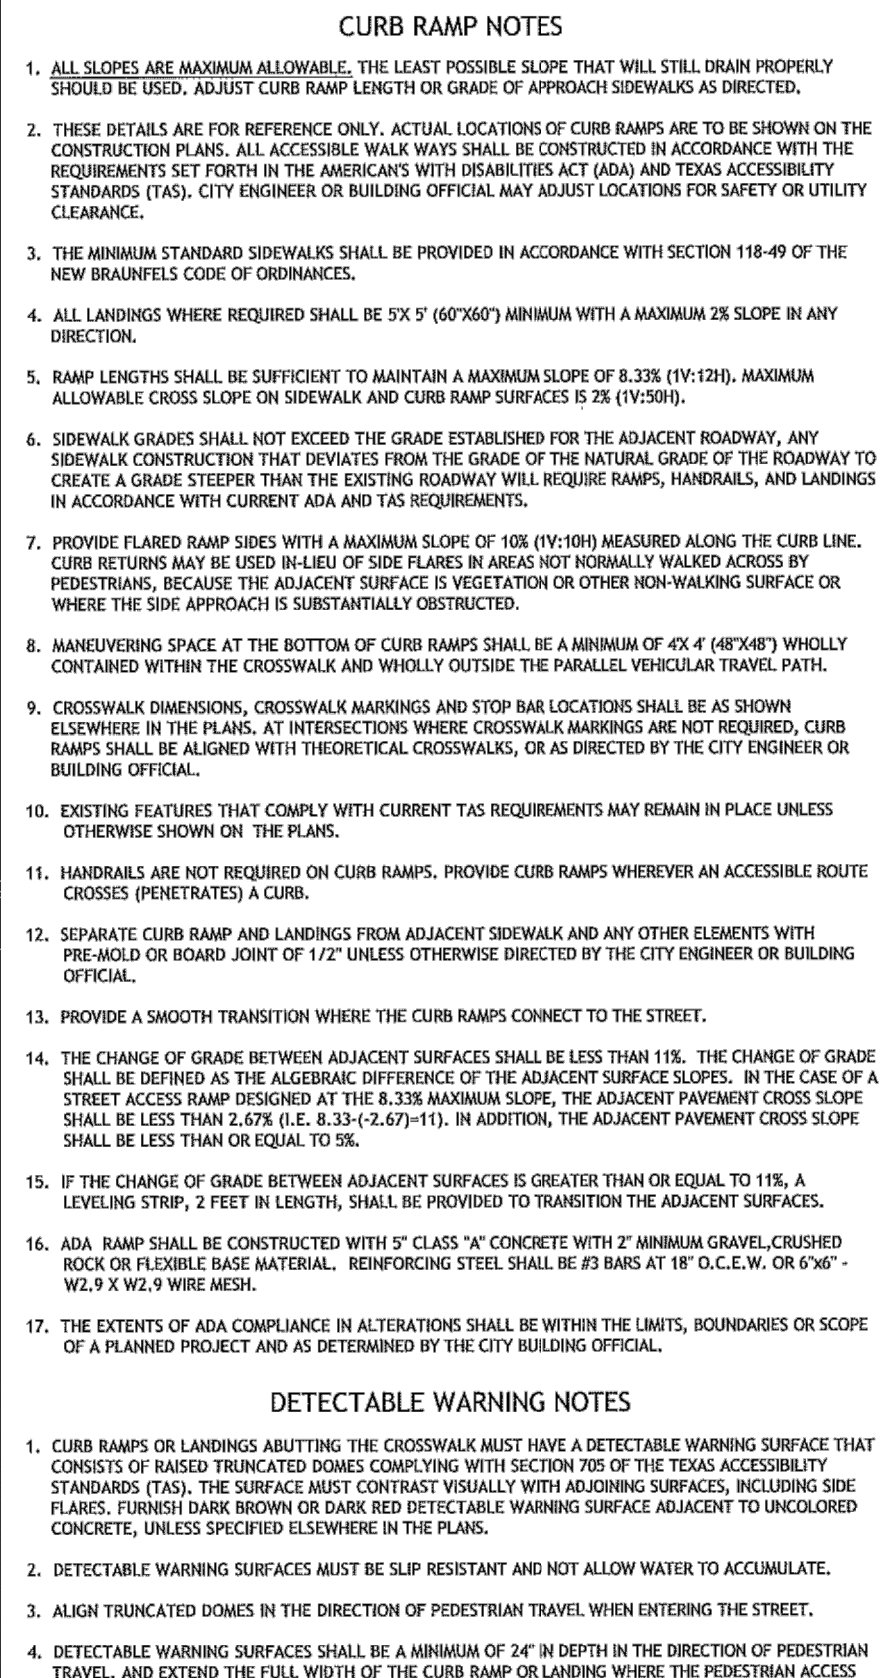 CURB RAMP NOTES
1. ALL SLOPES ARE MAXIMUM ALLOWABLE. THE LEAST POSSIBLE SLOPE THAT WILL STILL DRAIN PROPERLY
SHOULD BE USED. ADJUST CURB RAMP LENGTH OR GRADE OF APPROACH SIDEWALKS AS DIRECTED.
2. THESE DETAILS ARE FOR REFERENCE ONLY. ACTUAL LOCATIONS OF CURB RAMPS ARE TO BE SHOWN ON THE
CONSTRUCTION PLANS. ALL ACCESSIBLE WALK WAYS SHALL BE CONSTRUCTED IN ACCORDANCE WITH THE
REQUIREMENTS SET FORTH IN THE AMERICAN'S WITH DISABILITIES ACT (ADA) AND TEXAS ACCESSIBILITY
STANDARDS (TAS). CITY ENGINEER OR BUILDING OFFICIAL MAY ADJUST LOCATIONS FOR SAFETY OR UTILITY
CLEARANCE.
3. THE MINIMUM STANDARD SIDEWALKS SHALL BE PROVIDED IN ACCORDANCE WITH SECTION 118-49 OF THE
NEW BRAUNFELS CODE OF ORDINANCES.
4. ALL LANDINGS WHERE REQUIRED SHALL BE 5'X 5' (60"X60") MINIMUM WITH A MAXIMUM 2% SLOPE IN ANY
DIRECTION.
5. RAMP LENGTHS SHALL BE SUFFICIENT TO MAINTAIN A MAXIMUM SLOPE OF 8.33% (1V:12H). MAXIMUM
ALLOWABLE CROSS SLOPE ON SIDEWALK AND CURB RAMP SURFACES IS 2% (1V:50H).
6. SIDEWALK GRADES SHALL NOT EXCEED THE GRADE ESTABLISHED FOR THE ADJACENT ROADWAY, ANY
SIDEWALK CONSTRUCTION THAT DEVIATES FROM THE GRADE OF THE NATURAL GRADE OF THE ROADWAY TO
CREATE A GRADE STEEPER THAN THE EXISTING ROADWAY WILL REQUIRE RAMPS, HANDRAILS, AND LANDINGS
IN ACCORDANCE WITH CURRENT ADA AND TAS REQUIREMENTS.
7. PROVIDE FLARED RAMP SIDES WITH A MAXIMUM SLOPE OF 10% (1V:10H) MEASURED ALONG THE CURB LINE.
CURB RETURNS MAY BE USED IN-LIEU OF SIDE FLARES IN AREAS NOT NORMALLY WALKED ACROSS BY
PEDESTRIANS, BECAUSE THE ADJACENT SURFACE IS VEGETATION OR OTHER NON-WALKING SURFACE OR
WHERE THE SIDE APPROACH IS SUBSTANTIALLY OBSTRUCTED.
8. MANEUVERING SPACE AT THE BOTTOM OF CURB RAMPS SHALL BE A MINIMUM OF 4'X 4' (48"X48") WHOLLY
CONTAINED WITHIN THE CROSSWALK AND WHOLLY OUTSIDE THE PARALLEL VEHICULAR TRAVEL PATH.
9. CROSSWALK DIMENSIONS, CROSSWALK MARKINGS AND STOP BAR LOCATIONS SHALL BE AS SHOWN
ELSEWHERE IN THE PLANS. AT INTERSECTIONS WHERE CROSSWALK MARKINGS ARE NOT REQUIRED, CURB
RAMPS SHALL BE ALIGNED WITH THEORETICAL CROSSWALKS, OR AS DIRECTED BY THE CITY ENGINEER OR
BUILDING OFFICIAL.
10. EXISTING FEATURES THAT COMPLY WITH CURRENT TAS REQUIREMENTS MAY REMAIN IN PLACE UNLESS
OTHERWISE SHOWN ON THE PLANS.
11. HANDRAILS ARE NOT REQUIRED ON CURB RAMPS. PROVIDE CURB RAMPS WHEREVER AN ACCESSIBLE ROUTE
CROSSES (PENETRATES) A CURB.
12. SEPARATE CURB RAMP AND LANDINGS FROM ADJACENT SIDEWALK AND ANY OTHER ELEMENTS WITH
PRE-MOLD OR BOARD JOINT OF 1/2" UNLESS OTHERWISE DIRECTED BY THE CITY ENGINEER OR BUILDING
OFFICIAL.
13. PROVIDE A SMOOTH TRANSITION WHERE THE CURB RAMPS CONNECT TO THE STREET.
14. THE CHANGE OF GRADE BETWEEN ADJACENT SURFACES SHALL BE LESS THAN 11%. THE CHANGE OF GRADE
SHALL BE DEFINED AS THE ALGEBRAIC DIFFERENCE OF THE ADJACENT SURFACE SLOPES. IN THE CASE OF A
STREET ACCESS RAMP DESIGNED AT THE 8.33% MAXIMUM SLOPE, THE ADJACENT PAVEMENT CROSS SLOPE
SHALL BE LESS THAN 2.67% (I.E. 8.33-(-2.67)=11). IN ADDITION, THE ADJACENT PAVEMENT CROSS SLOPE
SHALL BE LESS THAN OR EQUAL TO 5%.
15. IF THE CHANGE OF GRADE BETWEEN ADJACENT SURFACES IS GREATER THAN OR EQUAL TO 11%, A
LEVELING STRIP, 2 FEET IN LENGTH, SHALL BE PROVIDED TO TRANSITION THE ADJACENT SURFACES.
16. ADA RAMP SHALL BE CONSTRUCTED WITH 5" CLASS "A" CONCRETE WITH 2" MINIMUM GRAVEL,CRUSHED
ROCK OR FLEXIBLE BASE MATERIAL. REINFORCING STEEL SHALL BE #3 BARS AT 18" O.C.E.W. OR 6"x6" -
W2.9 X W2.9 WIRE MESH.
17. THE EXTENTS OF ADA COMPLIANCE IN ALTERATIONS SHALL BE WITHIN THE LIMITS, BOUNDARIES OR SCOPE
OF A PLANNED PROJECT AND AS DETERMINED BY THE CITY BUILDING OFFICIAL.
DETECTABLE WARNING NOTES
1. CURB RAMPS OR LANDINGS ABUTTING THE CROSSWALK MUST HAVE A DETECTABLE WARNING SURFACE THAT
CONSISTS OF RAISED TRUNCATED DOMES COMPLYING WITH SECTION 705 OF THE TEXAS ACCESSIBILITY
STANDARDS (TAS). THE SURFACE MUST CONTRAST VISUALLY WITH ADJOINING SURFACES, INCLUDING SIDE
FLARES. FURNISH DARK BROWN OR DARK RED DETECTABLE WARNING SURFACE ADJACENT TO UNCOLORED
CONCRETE, UNLESS SPECIFIED ELSEWHERE IN THE PLANS.
2. DETECTABLE WARNING SURFACES MUST BE SLIP RESISTANT AND NOT ALLOW WATER TO ACCUMULATE.
3. ALIGN TRUNCATED DOMES IN THE DIRECTION OF PEDESTRIAN TRAVEL WHEN ENTERING THE STREET.
4. DETECTABLE WARNING SURFACES SHALL BE A MINIMUM OF 24" IN DEPTH IN THE DIRECTION OF PEDESTRIAN
TRAVEL, AND EXTEND THE FULL WIDTH OF THE CURB RAMP OR LANDING WHERE THE PEDESTRIAN ACCESS